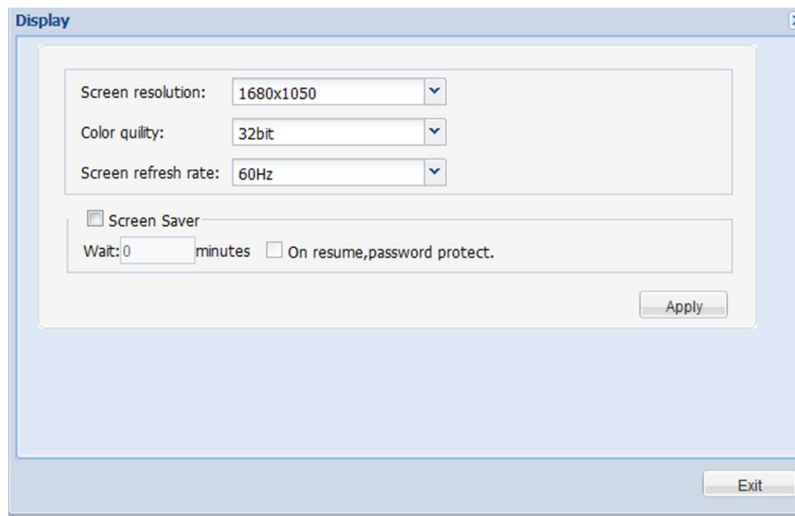 Display
Screen resolution: 1680x1050
Color quility: 32bit
Screen refresh rate: 60Hz
Screen Saver
Wait: 0 minutes On resume,password protect.
Apply
Exit